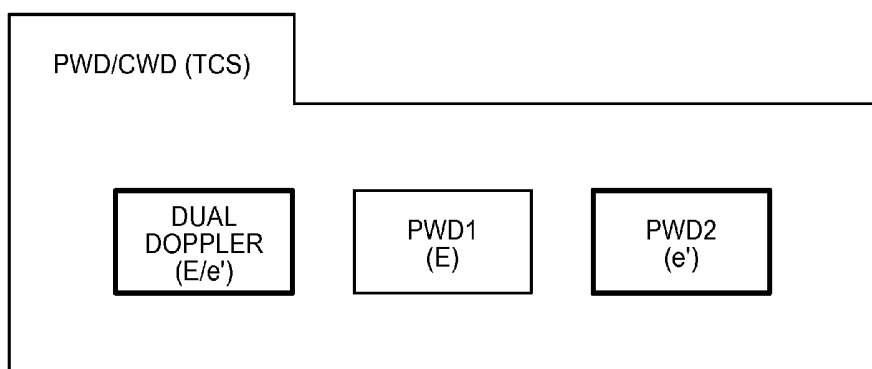 PWD/CWD (TCS)
DUAL
DOPPLER
(E/e')
PWD1
(E)
PWD2
(e')